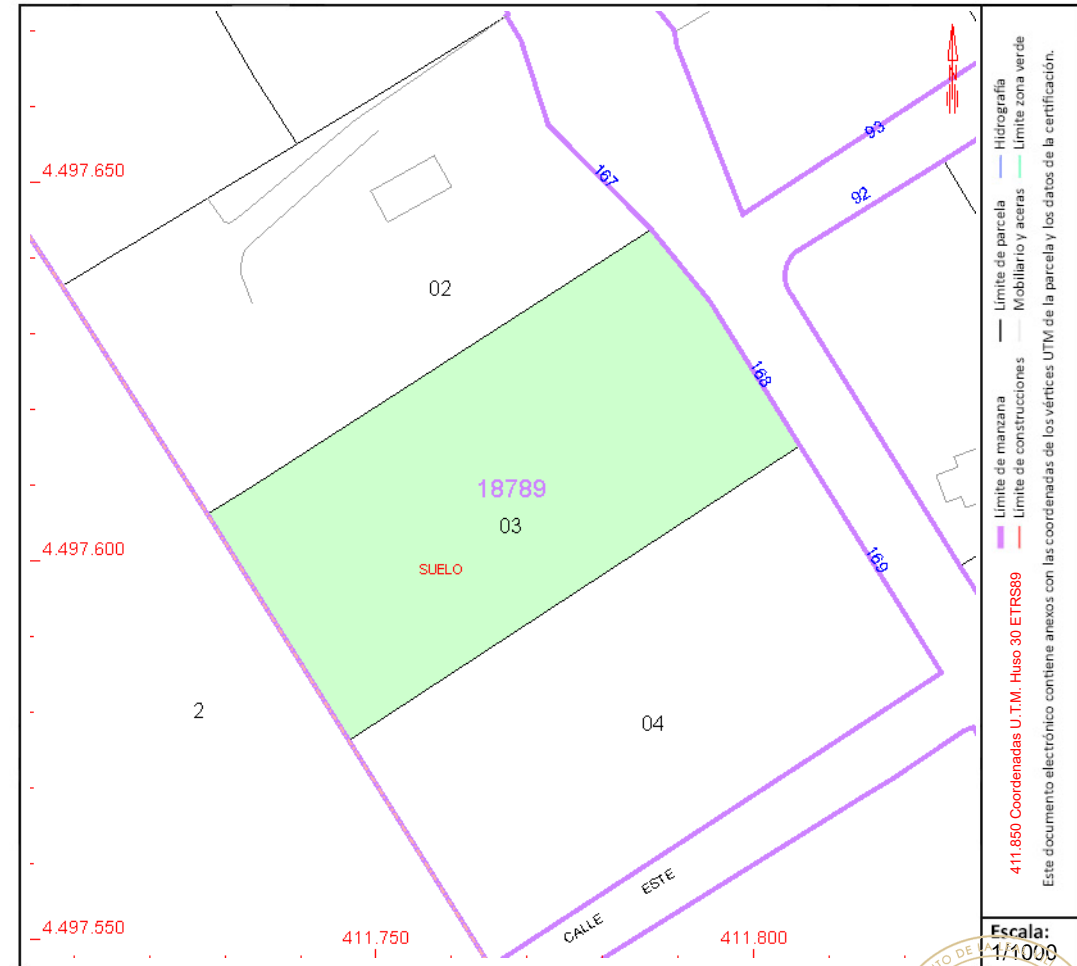 93
4.497.650
167
92
02
168
18789
03
4.497.600
169
SUELO
2
04
ESTE
CALLE
4.497.550
411.750
411.800
Hidrografía
Límite zona verde
Límite de parcela
Mobiliario y aceras
Límite de manzana
Límite de construcciones
411.850 Coordenadas U.T.M. Huso 30 ETRS89
Este documento electrónico contiene anexos con las coordenadas de los vértices UTM de la parcela y los datos de la certificación.
Escala:
1/1000